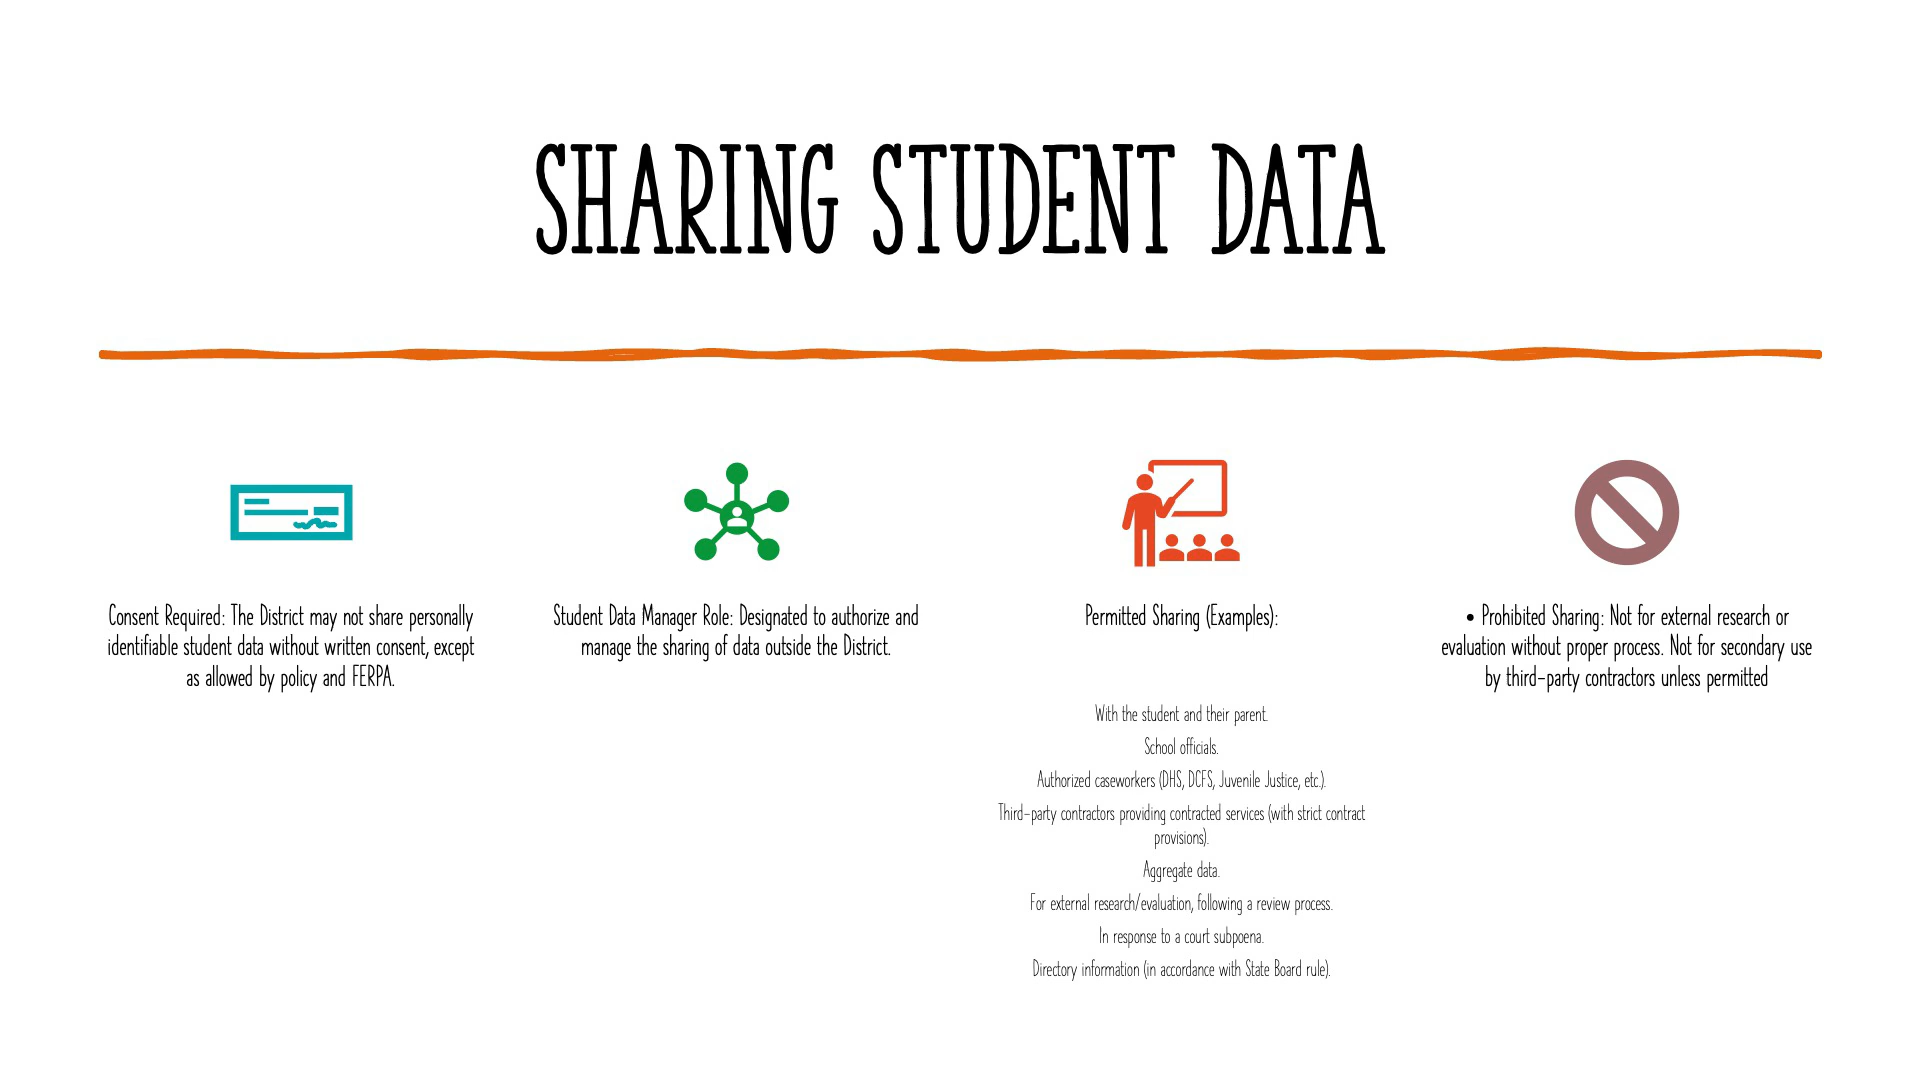 SHARING STUDENT DATA
Consent Required: The District may not share personally
identifiable student data without written consent, except
as allowed by policy and FERPA.
Student Data Manager Role: Designated to authorize and
manage the sharing of data outside the District.
Permitted Sharing (Examples):
With the student and their parent.
School officials.
Authorized caseworkers (DHS, DCFS, Juvenile Justice, etc.).
Third-party contractors providing contracted services (with strict contract
provisions).
Aggregate data.
For external research/evaluation, following a review process.
In response to a court subpoena.
Directory information (in accordance with State Board rule).
• Prohibited Sharing: Not for external research or
evaluation without proper process. Not for secondary use
by third-party contractors unless permitted